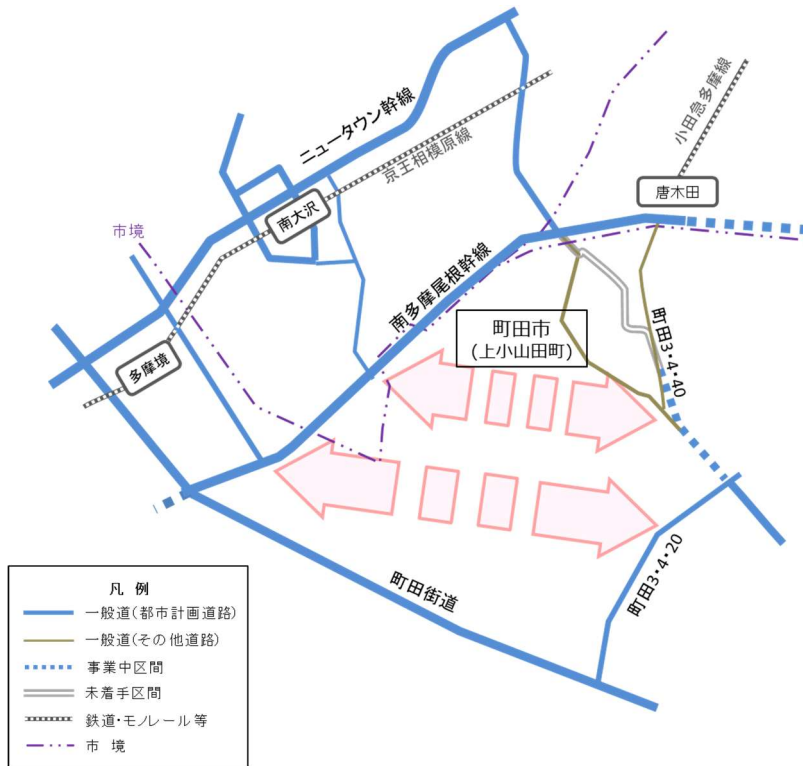 ニュータウン幹線
京王相模原線
小田急多摩線
唐木田
南大沢
市境
南多摩尾根幹線
町田市
(上小山田町)
町田3・4・40
多摩境
町田街道
町田3・4・20
凡 例
一般道(都市計画道路)
一般道(その他道路)
事業中区間
未着手区間
鉄道・モノレール等
市 境